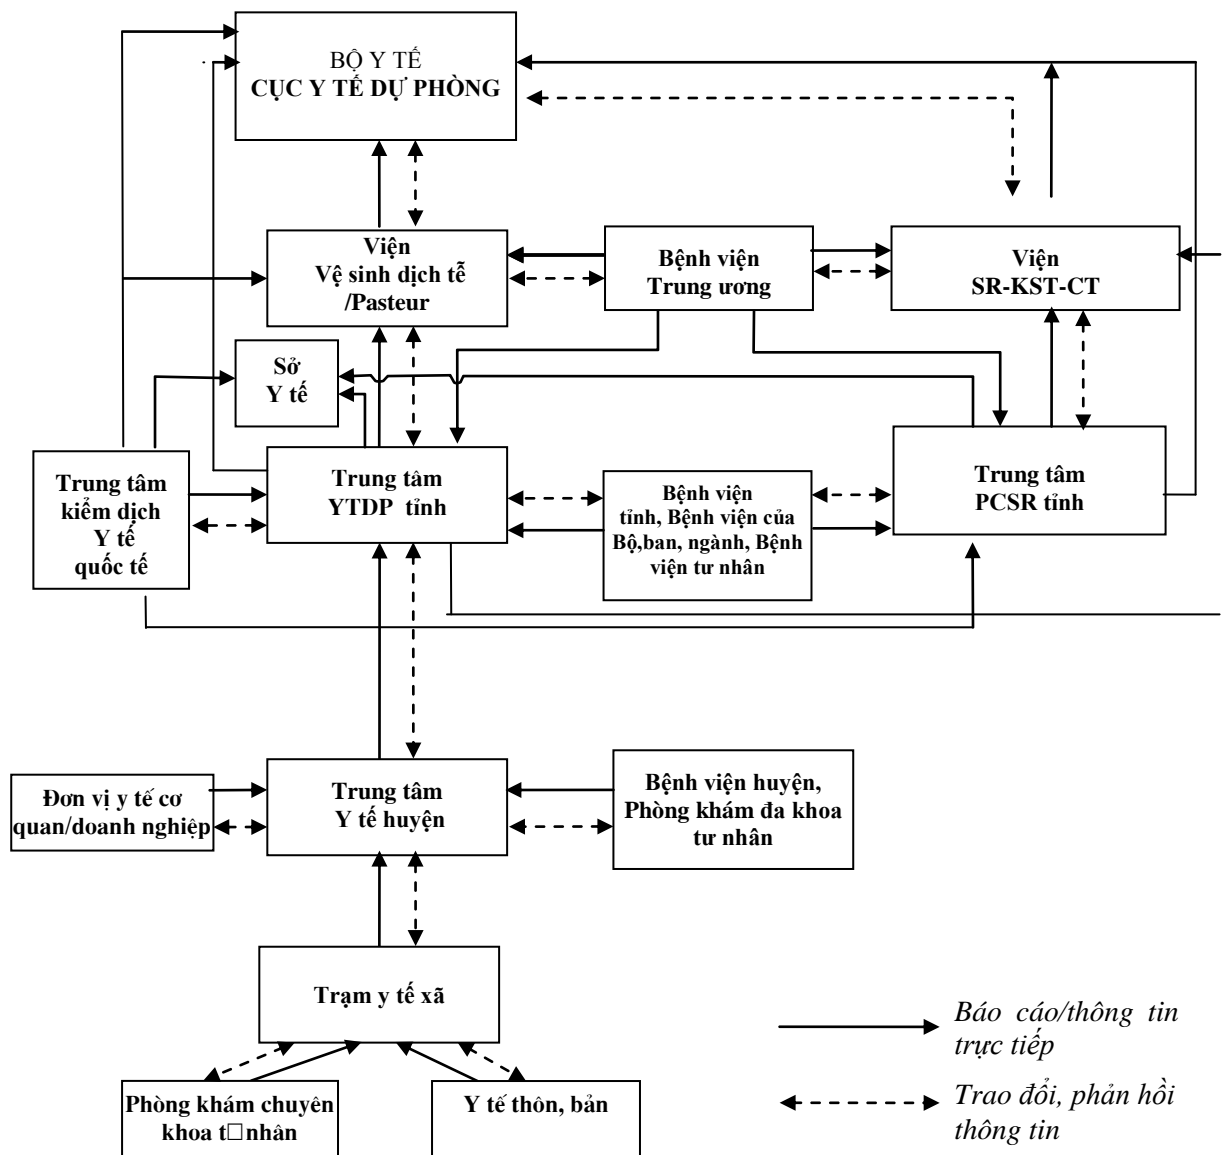 BỘ Y TẾ
CỤC Y TẾ DỰ PHÒNG
Viện
Vệ sinh dịch tễ
/Pasteur
Bệnh viện
Trung ương
Viện
SR-KST-CT
Sở
Y tế
Trung tâm
kiểm dịch
Y tế
quốc tế
Trung tâm
YTDP tỉnh
Bệnh viện
tỉnh, Bệnh viện của
Bộ,ban, ngành, Bệnh
viện tư nhân
Trung tâm
PCSR tỉnh
Đơn vị y tế cơ
quan/doanh nghiệp
Trung tâm
Y tế huyện
Bệnh viện huyện,
Phòng khám đa khoa
tư nhân
Trạm y tế xã
Phòng khám chuyên
khoa t□nhân
Y tế thôn, bản
Báo cáo/thông tin
trực tiếp
Trao đổi, phản hồi
thông tin